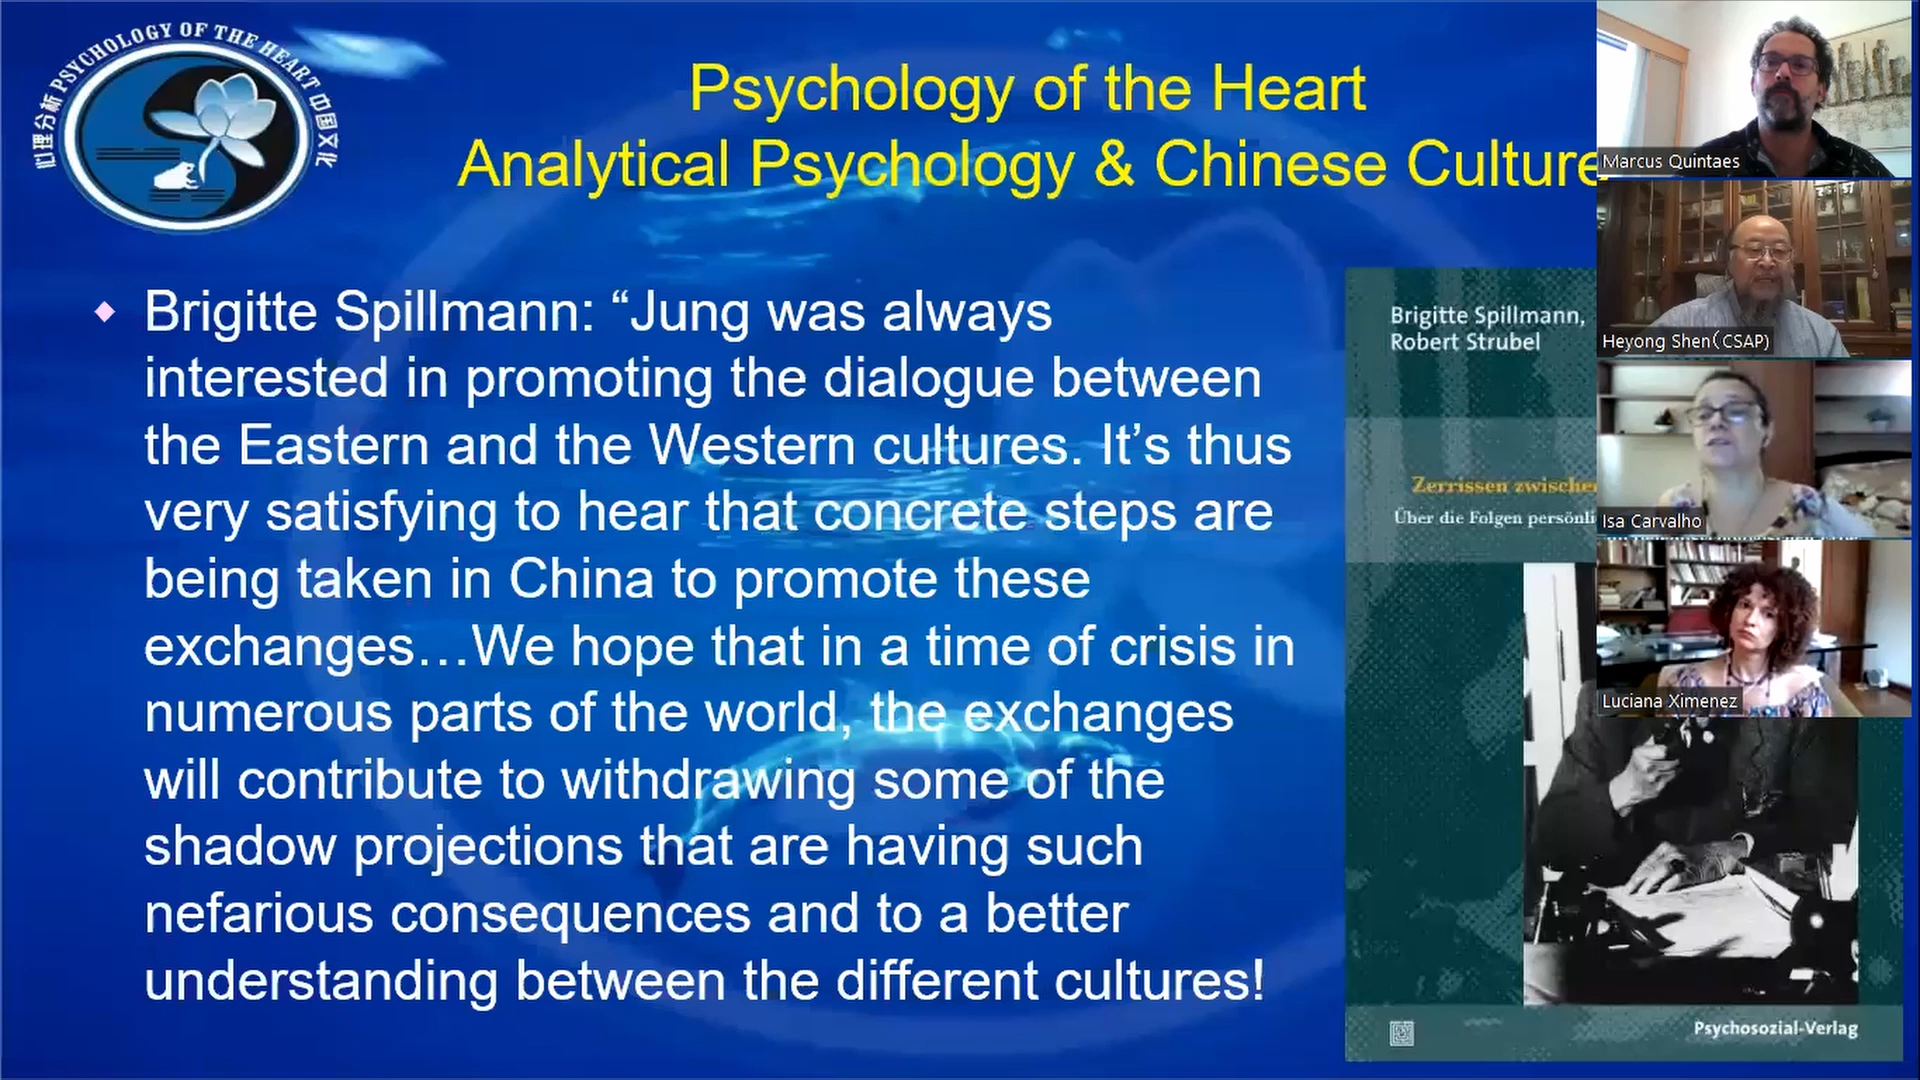 心理分析 PSYCHOLOGY OF THE HEART 中国文化
Psychology of the Heart
Analytical Psychology & Chinese Culture
Brigitte Spillmann: “Jung was always
interested in promoting the dialogue between
the Eastern and the Western cultures. It’s thus
very satisfying to hear that concrete steps are
being taken in China to promote these
exchanges…We hope that in a time of crisis in
numerous parts of the world, the exchanges
will contribute to withdrawing some of the
shadow projections that are having such
nefarious consequences and to a better
understanding between the different cultures!
Brigitte Spillmann,
Robert Strubel
Zerrissen zwischen
Über die Folgen persönli
Psychosozial-Verlag
Marcus Quintaes
Heyong Shen(CSAP)
Isa Carvalho
Luciana Ximenez